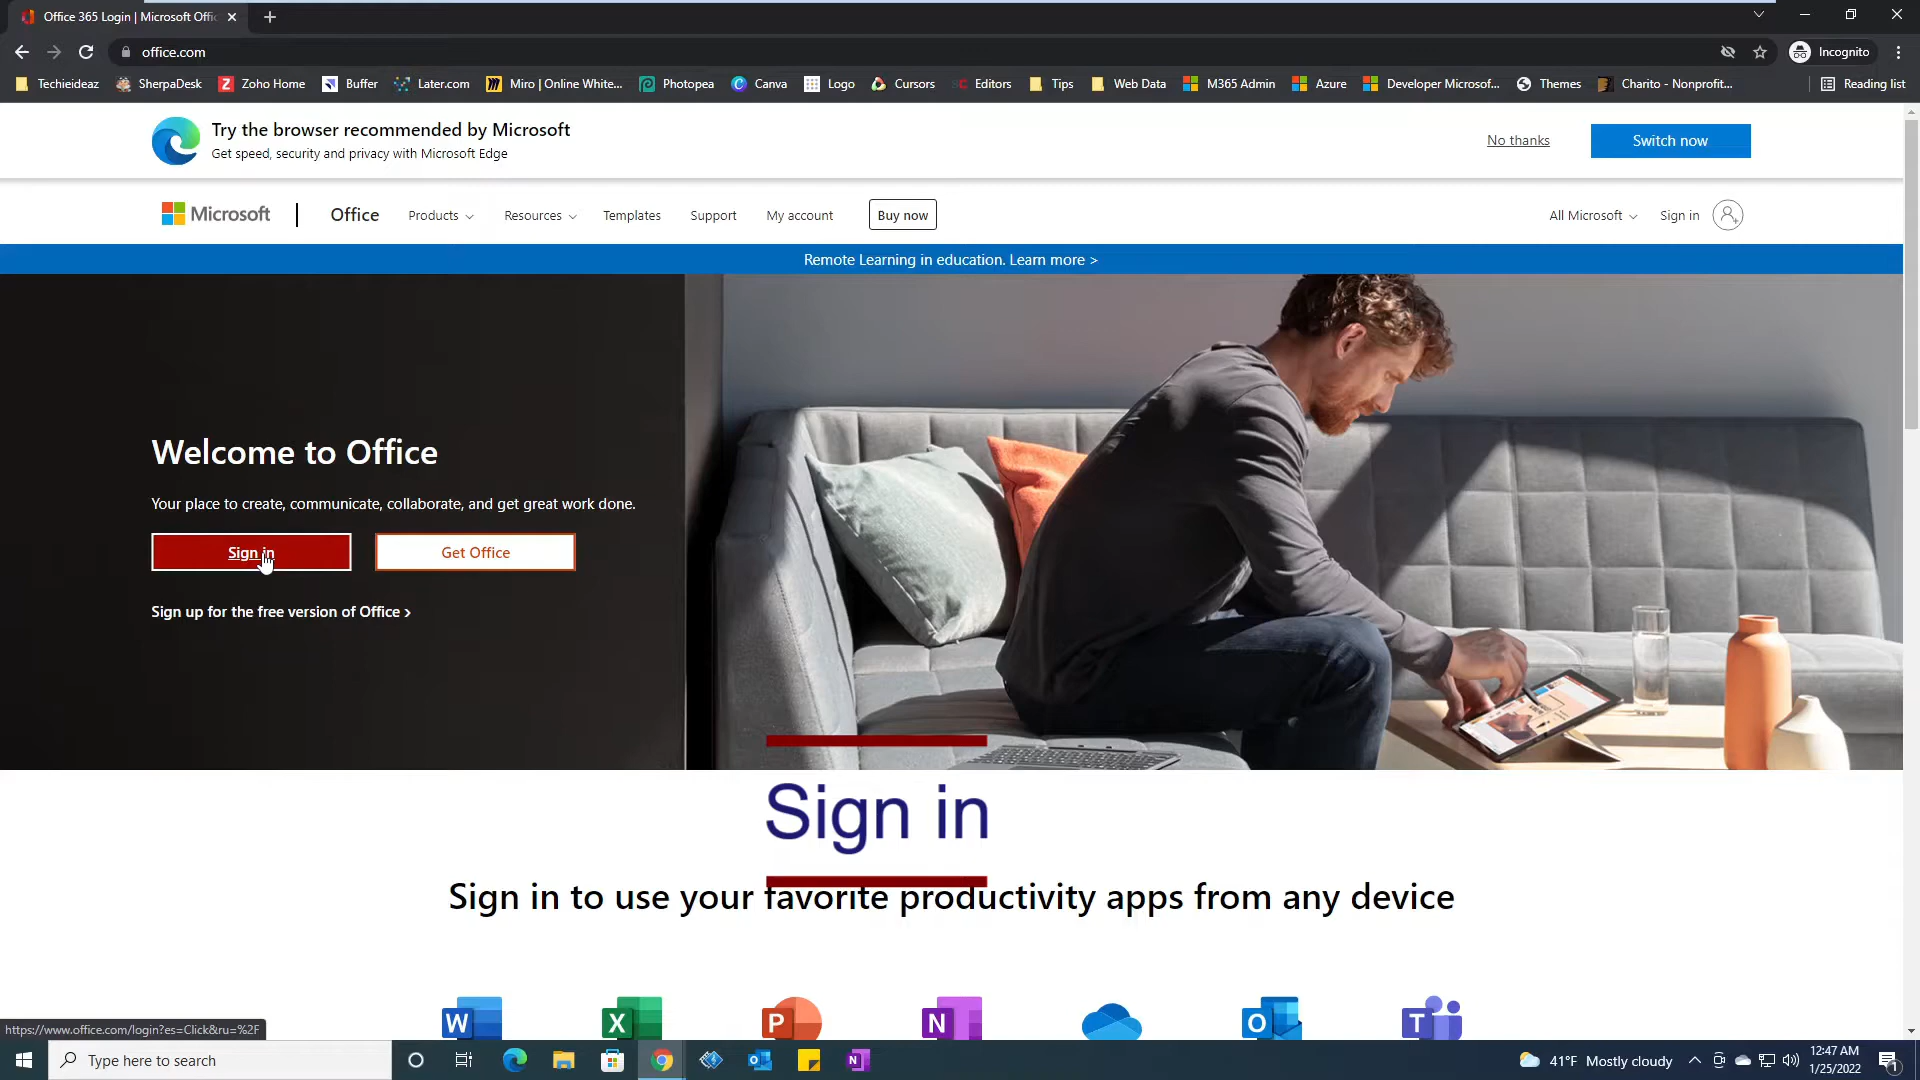 Office 365 Login | Microsoft Offic
office.com
Incognito
Techieideaz
SherpaDesk
Zoho Home
Buffer
Later.com
Miro | Online White...
Photopea
Canva
Logo
Cursors
Editors
Tips
Web Data
M365 Admin
Azure
Developer Microsof...
Themes
Charito - Nonprofit...
Reading list
Try the browser recommended by Microsoft
Get speed, security and privacy with Microsoft Edge
No thanks
Switch now
Microsoft
Office
Products
Resources
Templates
Support
My account
Buy now
All Microsoft
Sign in
Remote Learning in education. Learn more >
Welcome to Office
Your place to create, communicate, collaborate, and get great work done.
Sign in
Get Office
Sign up for the free version of Office >
Sign in
Sign in to use your favorite productivity apps from any device
W
X
P
N
O
T
https://www.office.com/login?es=Click&ru=%2F
Type here to search
41°F Mostly cloudy
12:47 AM
1/25/2022
1